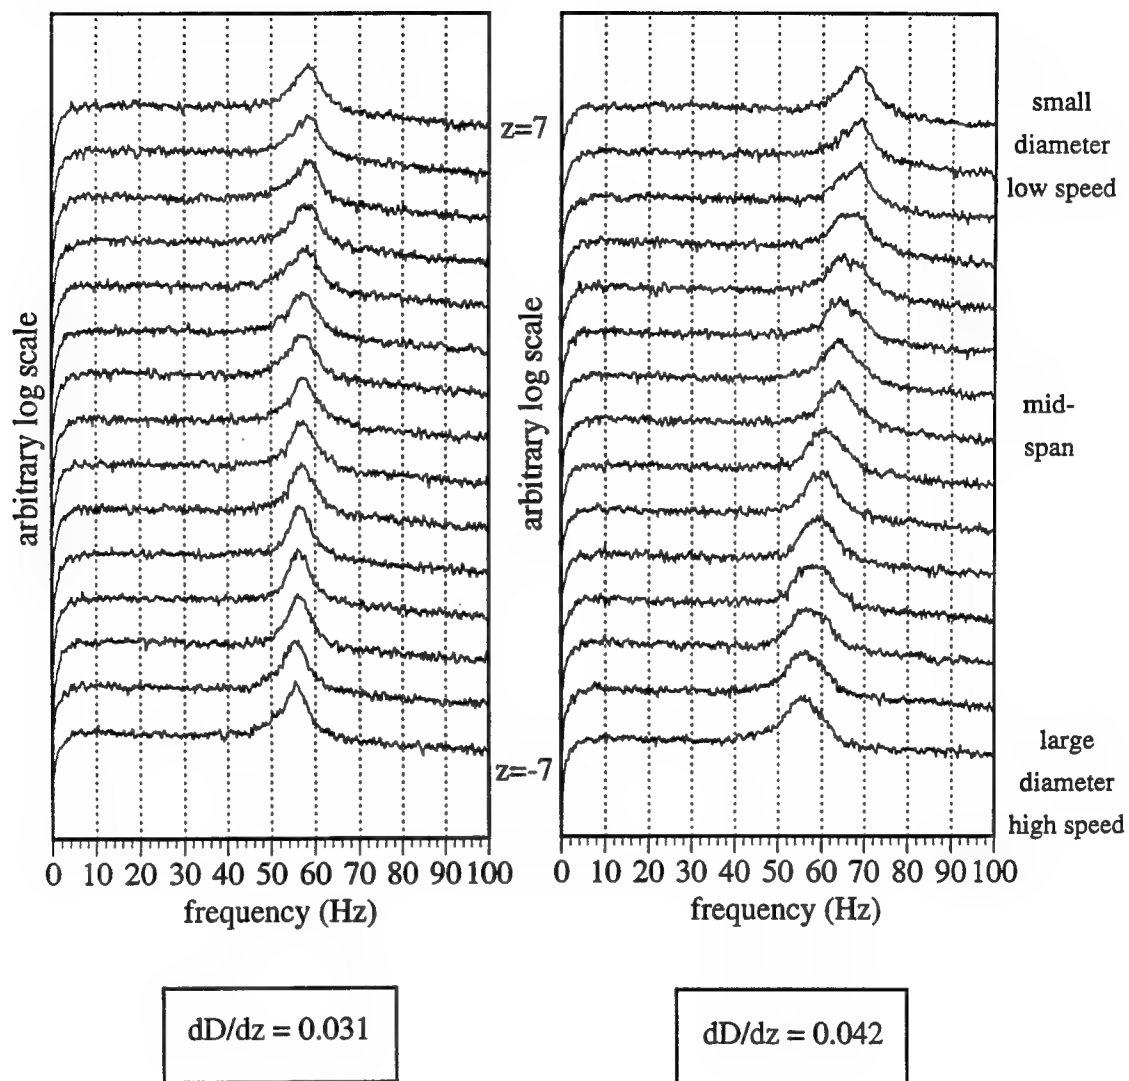 arbitrary log scale
0 10 20 30 40 50 60 70 80 90 100
frequency (Hz)
dD/dz = 0.031
z=7
z=-7
arbitrary log scale
0 10 20 30 40 50 60 70 80 90 100
frequency (Hz)
dD/dz = 0.042
small
diameter
low speed
mid-
span
large
diameter
high speed